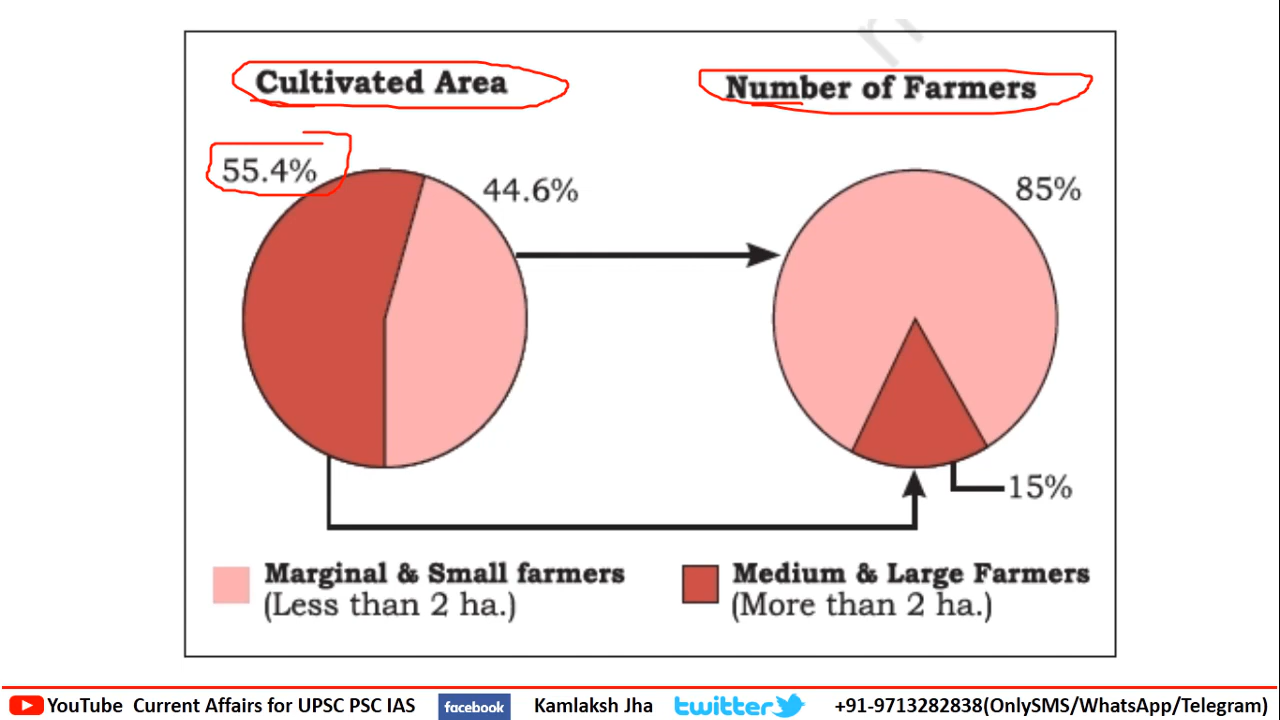 Cultivated Area
Number of Farmers
55.4%
44.6%
85%
15%
Marginal & Small farmers
(Less than 2 ha.)
Medium & Large Farmers
(More than 2 ha.)
YouTube Current Affairs for UPSC PSC IAS facebook Kamlaksh Jha twitter +91-9713282838(OnlySMS/WhatsApp/Telegram)